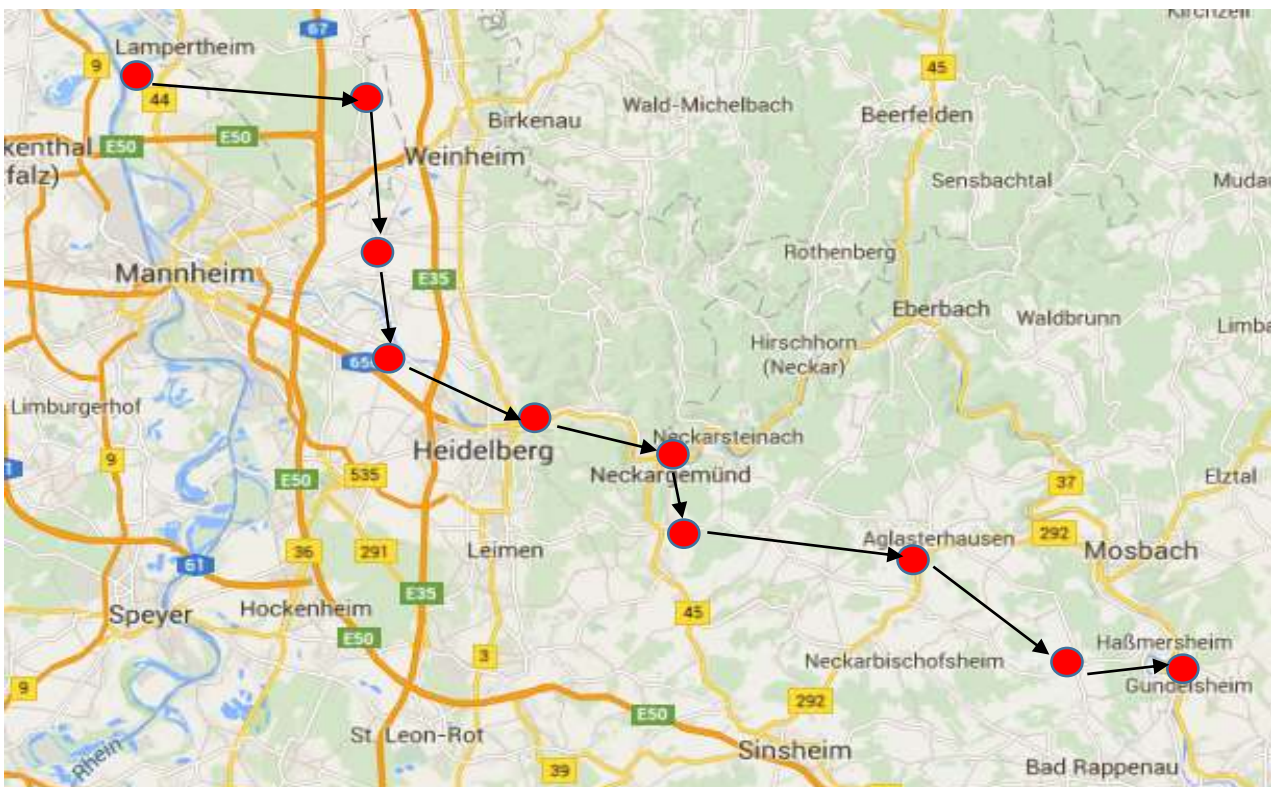 Kirchzell
67
Lampertheim
9
45
44
Wald-Michelbach
Beerfelden
Birkenau
E50
E50
xenthal
falz)
Weinheim
Sensbachtal
Mudau
Rothenberg
Mannheim
E35
Eberbach
Waldbrunn
Limba
Hirschhorn
(Neckar)
656
Limburgerhof
Neckarsteinach
Heidelberg
9
1
535
Neckargemünd
Elztal
E50
37
292
Aglasterhausen
Mosbach
36
291
Leimen
61
E35
Speyer
Hockenheim
45
E50
Haßmersheim
3
Neckarbischofsheim
9
Gundelsheim
292
E50
St. Leon-Rot
Sinsheim
Rhein
39
Bad Rappenau